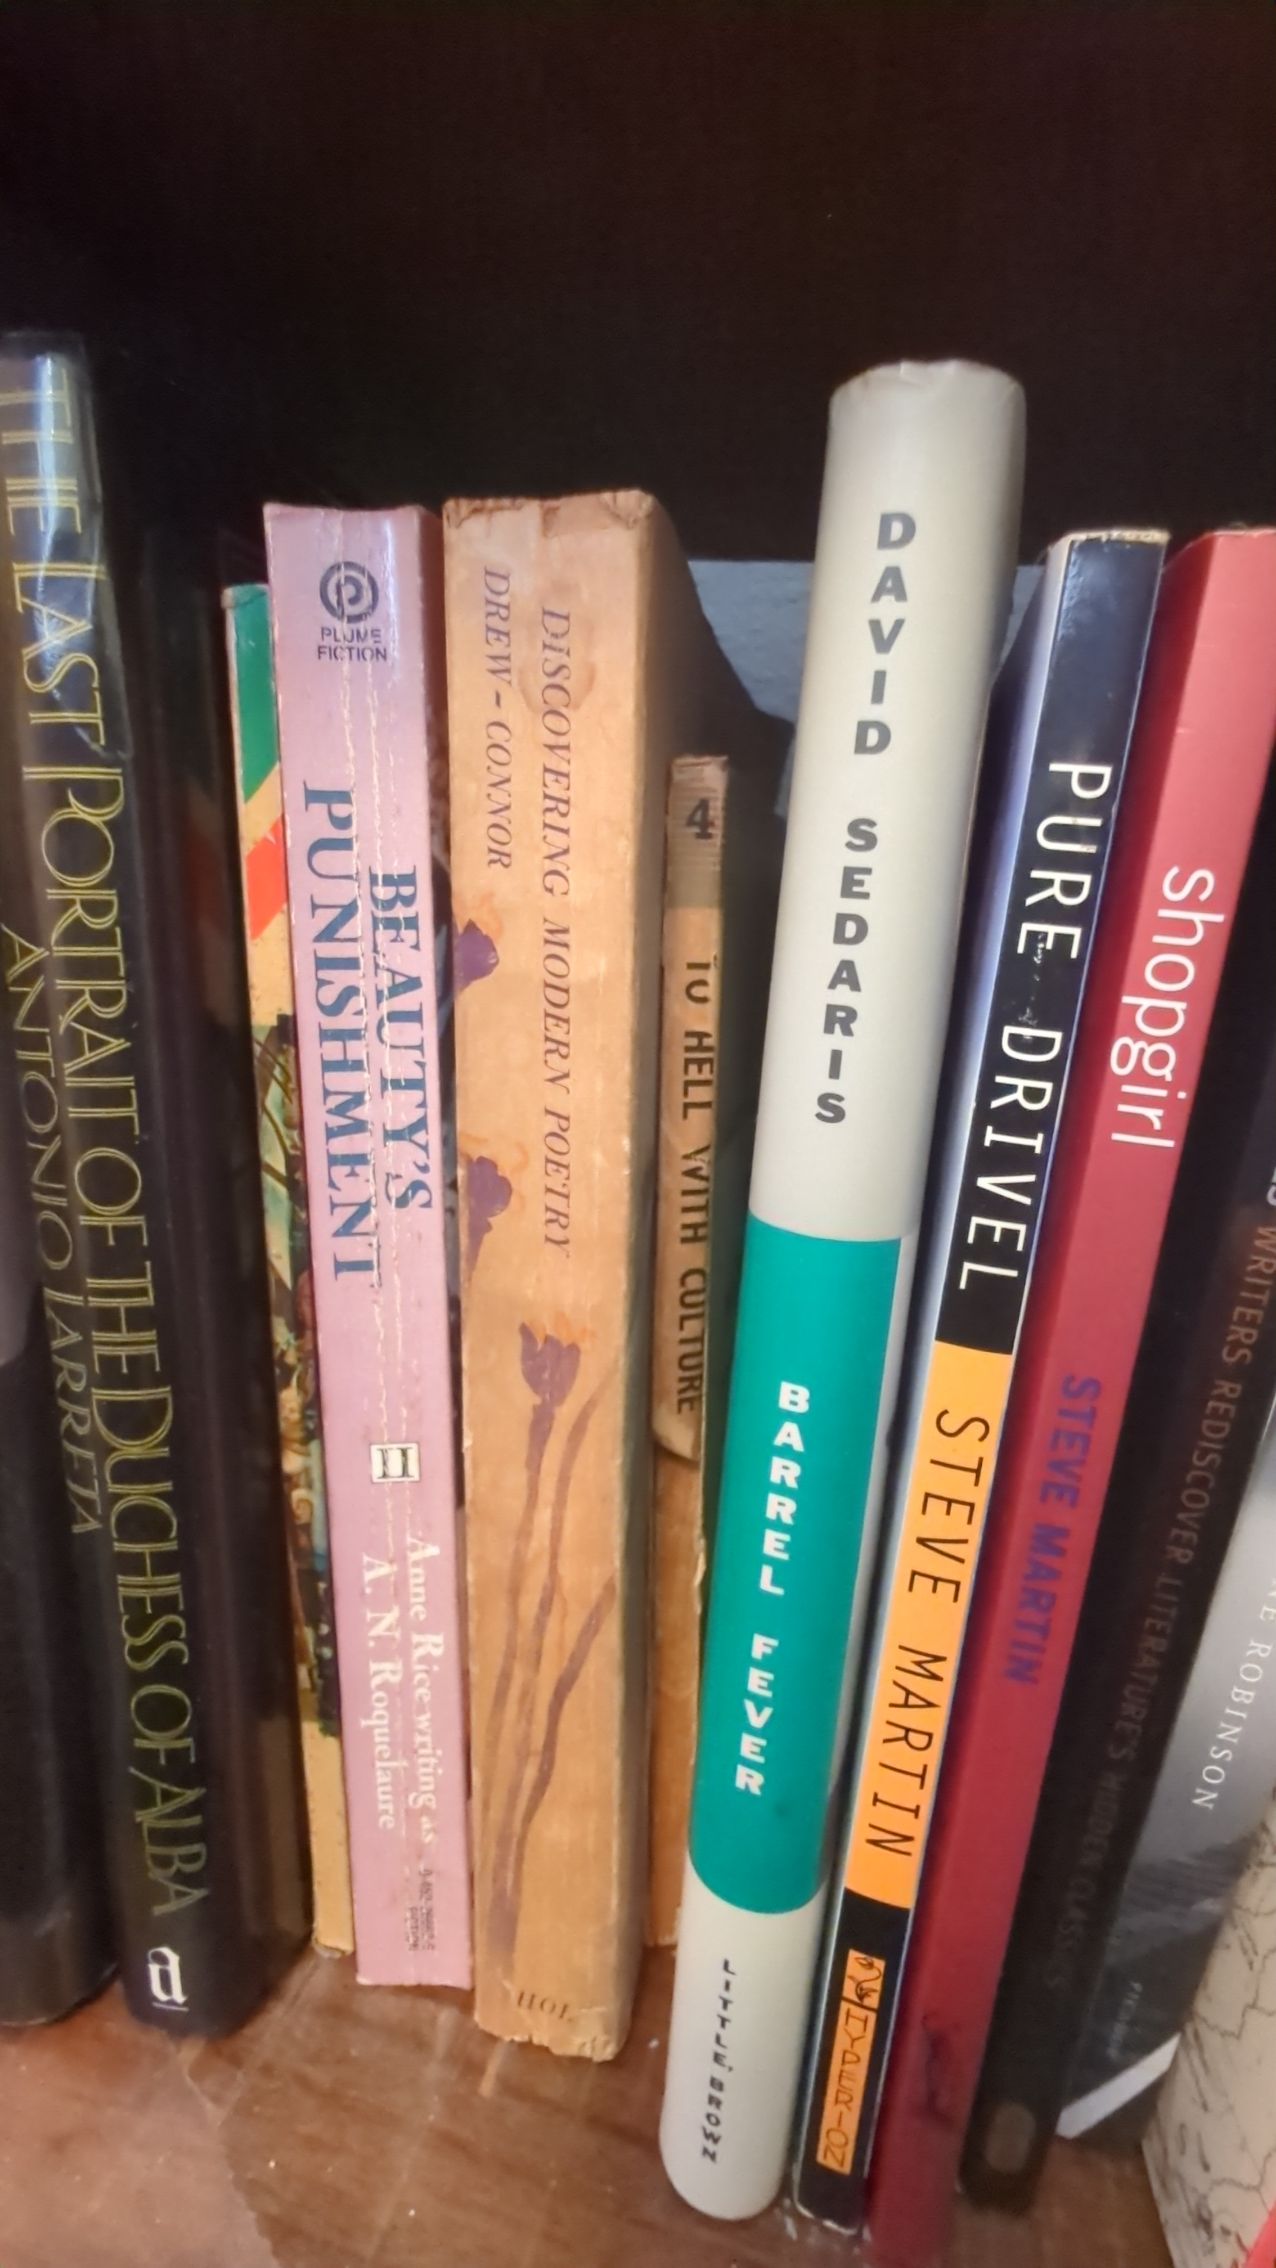 THE LAST PORTRAIT OF THE DUCHESS OF ALBA
ANTONIO LARRETA
a
PLUME
FICTION
BEAUTY'S
PUNISHMENT
II
Anne Rice writing as
A. N. Roquelaure
DISCOVERING MODERN POETRY
DREW-CONNOR
HOL
4
TO HELL WITH CULTURE
DAVID SEDARIS
BARREL FEVER
LITTLE, BROWN
PURE DRIVEL
STEVE MARTIN
HYPERION
shopgirl
STEVE MARTIN
WRITERS REDISCOVER LITERATURE'S HIDDEN CLASSICS
ROBINSON